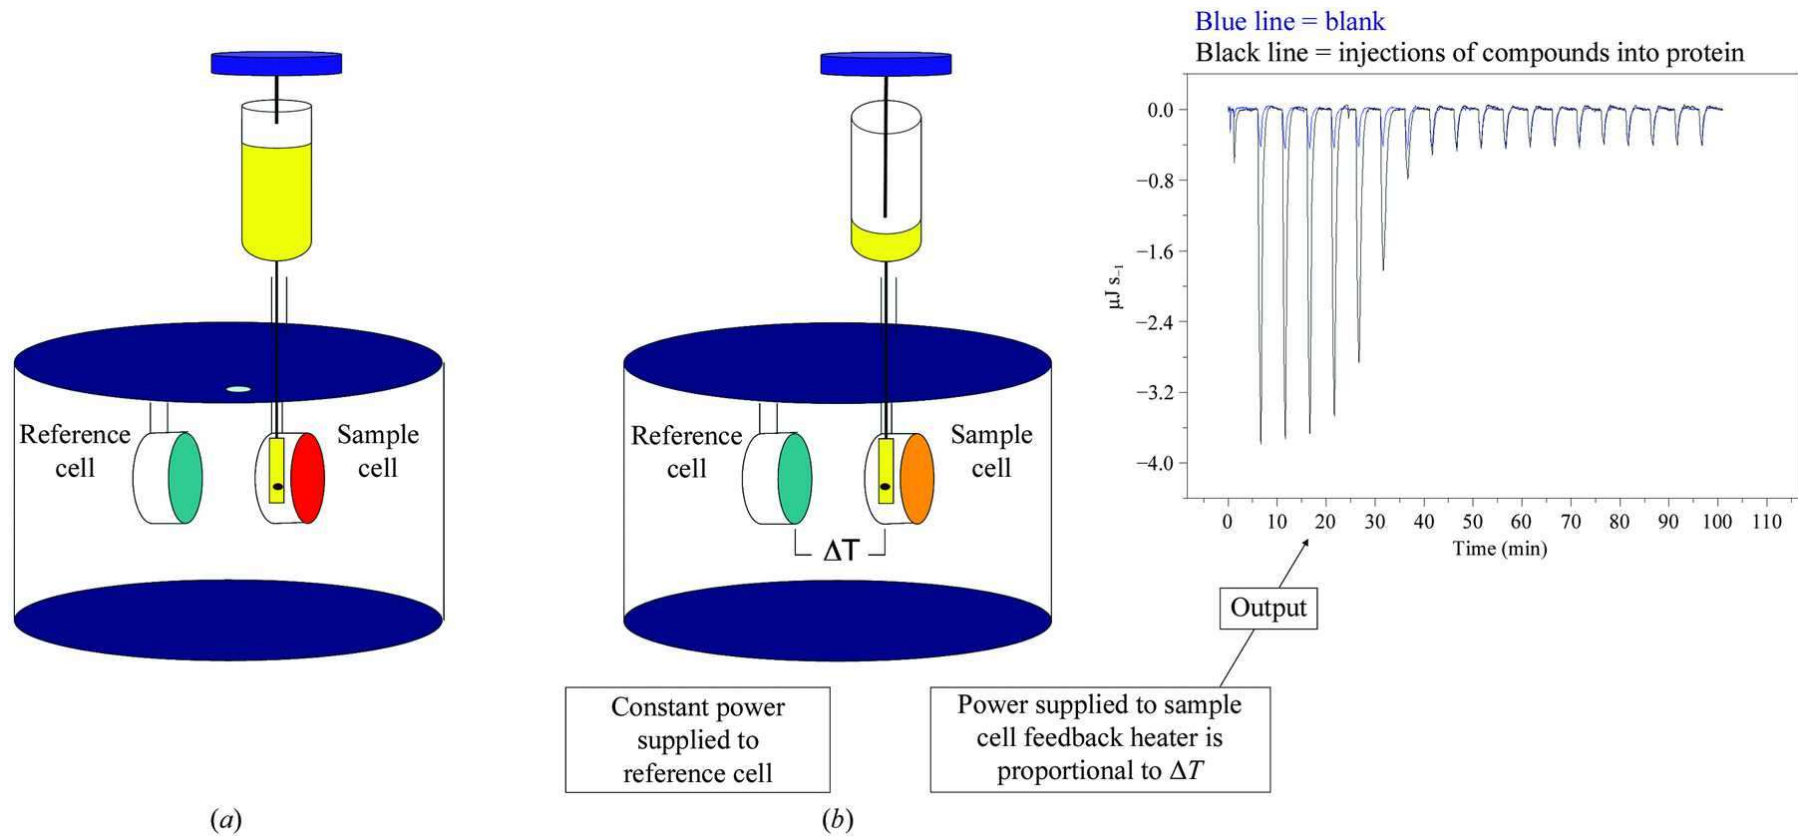 Reference
cell
Sample
cell
(a)
Reference
cell
Sample
cell
ΔT
Constant power
supplied to
reference cell
(b)
Blue line = blank
Black line = injections of compounds into protein
μJ s−1
0.0
−0.8
−1.6
−2.4
−3.2
−4.0
0 10 20 30 40 50 60 70 80 90 100 110
Time (min)
Output
Power supplied to sample
cell feedback heater is
proportional to ΔT